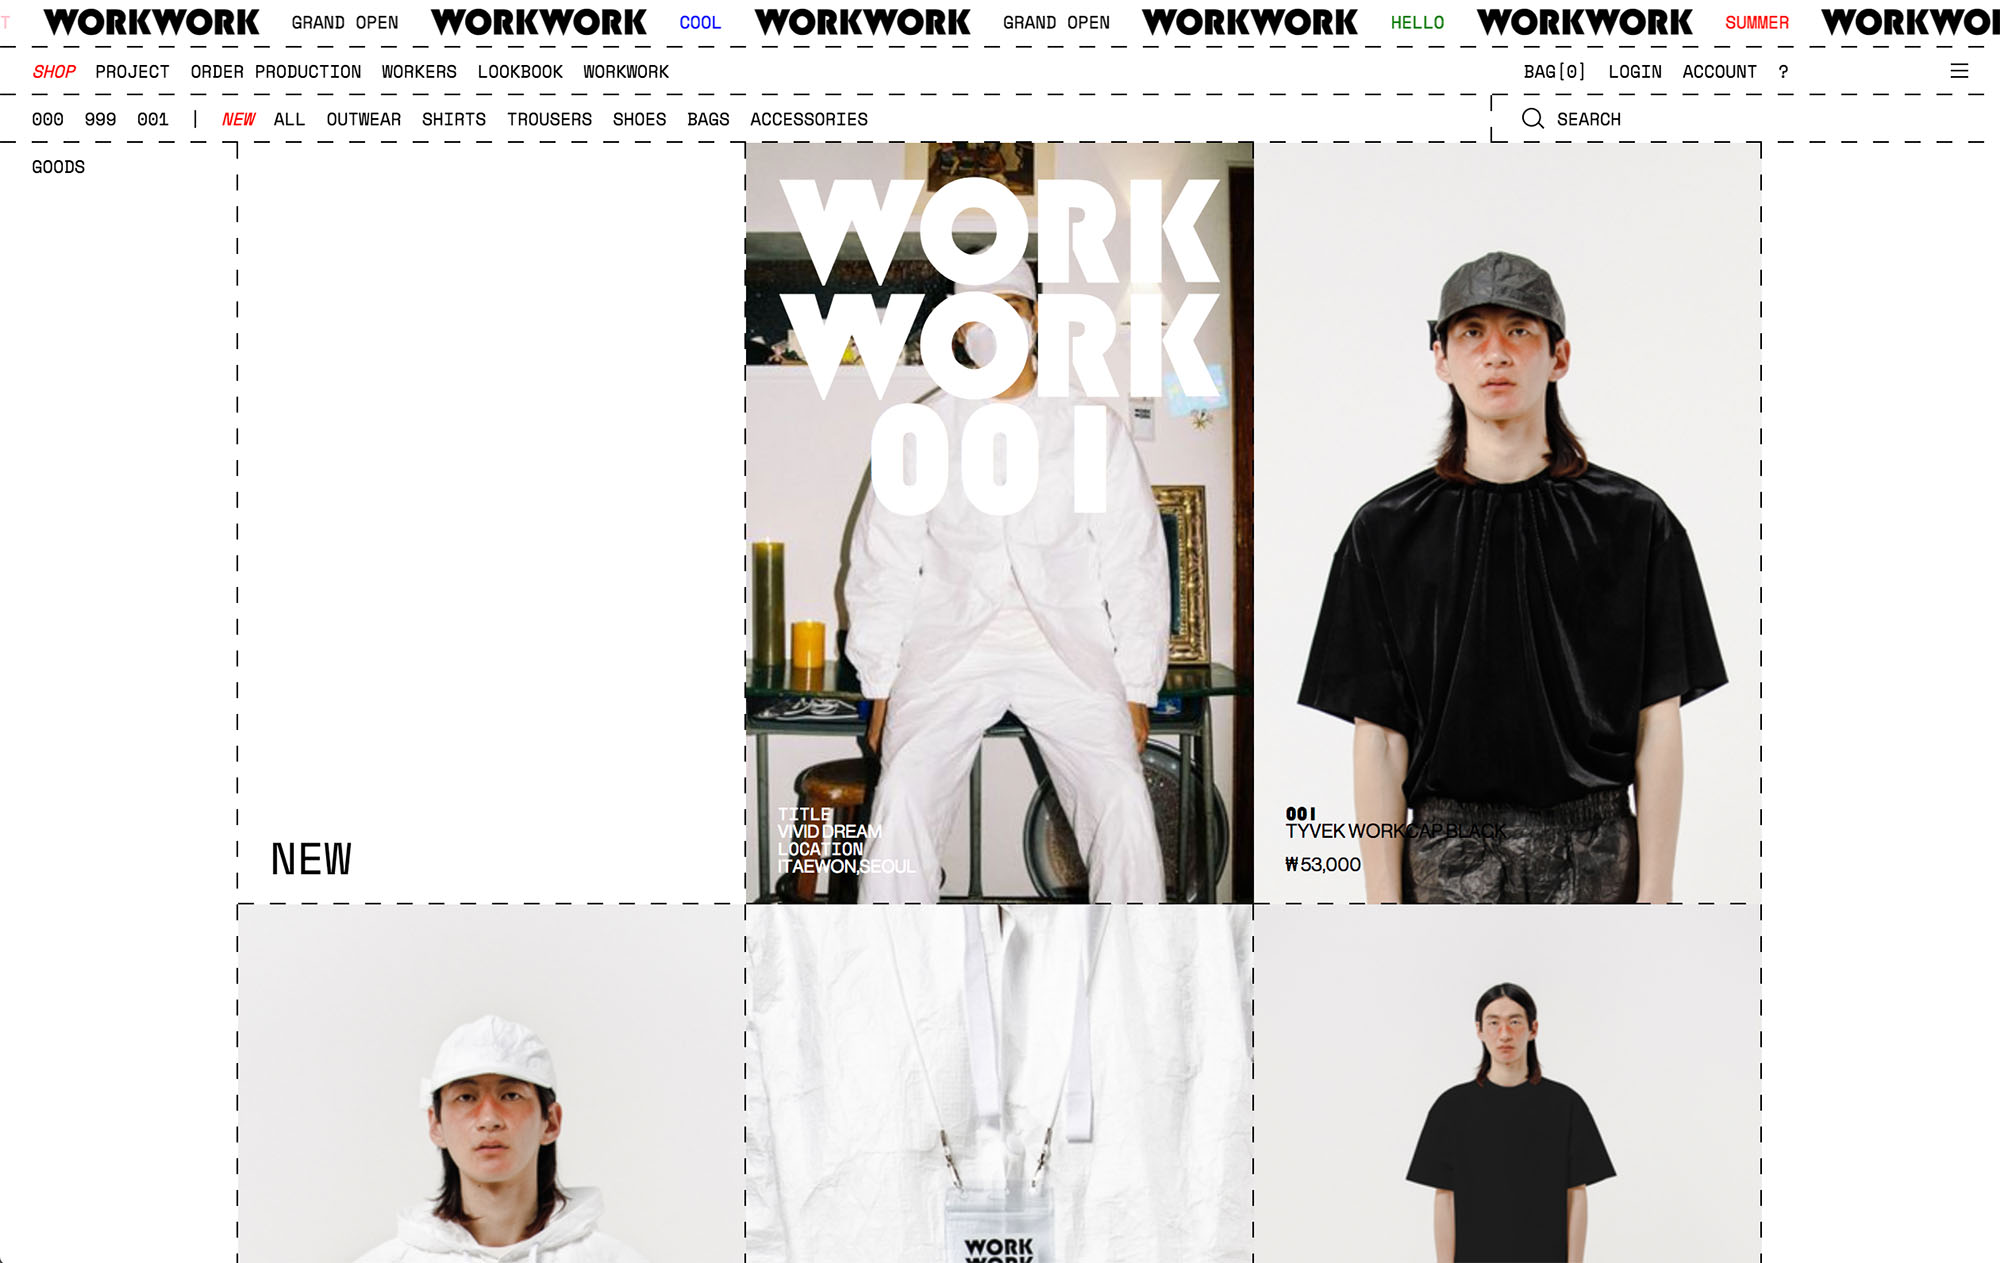 T WORKWORK GRAND OPEN WORKWORK COOL WORKWORK GRAND OPEN WORKWORK HELLO WORKWORK SUMMER WORKWO
SHOP PROJECT ORDER PRODUCTION WORKERS LOOKBOOK WORKWORK BAG[0] LOGIN ACCOUNT ?
000 999 001 | NEW ALL OUTWEAR SHIRTS TROUSERS SHOES BAGS ACCESSORIES SEARCH
GOODS
NEW
WORK
WORK
001
TITLE
VIVID DREAM
LOCATION
ITAEWON,SEOUL
001
TYVEK WORKCAP BLACK
₩53,000
WORK
WORK